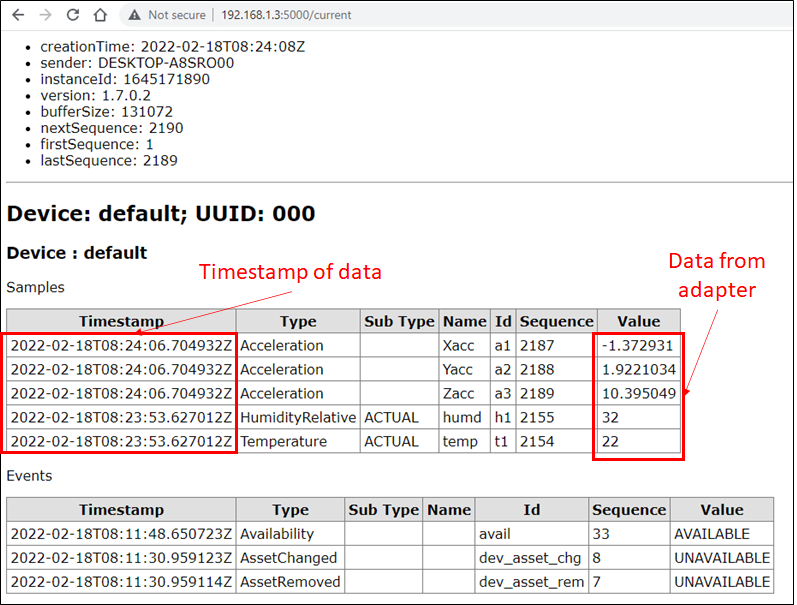 Not secure | 192.168.1.3:5000/current
• creationTime: 2022-02-18T08:24:08Z
• sender: DESKTOP-A8SRO00
• instanceId: 1645171890
• version: 1.7.0.2
• bufferSize: 131072
• nextSequence: 2190
• firstSequence: 1
• lastSequence: 2189
Device: default; UUID: 000
Device : default
Timestamp of data
Data from
adapter
Samples
Timestamp Type Sub Type Name Id Sequence Value
2022-02-18T08:24:06.704932Z Acceleration Xacc a1 2187 -1.372931
2022-02-18T08:24:06.704932Z Acceleration Yacc a2 2188 1.9221034
2022-02-18T08:24:06.704932Z Acceleration Zacc a3 2189 10.395049
2022-02-18T08:23:53.627012Z HumidityRelative ACTUAL humd h1 2155 32
2022-02-18T08:23:53.627012Z Temperature ACTUAL temp t1 2154 22
Events
Timestamp Type Sub Type Name Id Sequence Value
2022-02-18T08:11:48.650723Z Availability avail 33 AVAILABLE
2022-02-18T08:11:30.959123Z AssetChanged dev_asset_chg 8 UNAVAILABLE
2022-02-18T08:11:30.959114Z AssetRemoved dev_asset_rem 7 UNAVAILABLE